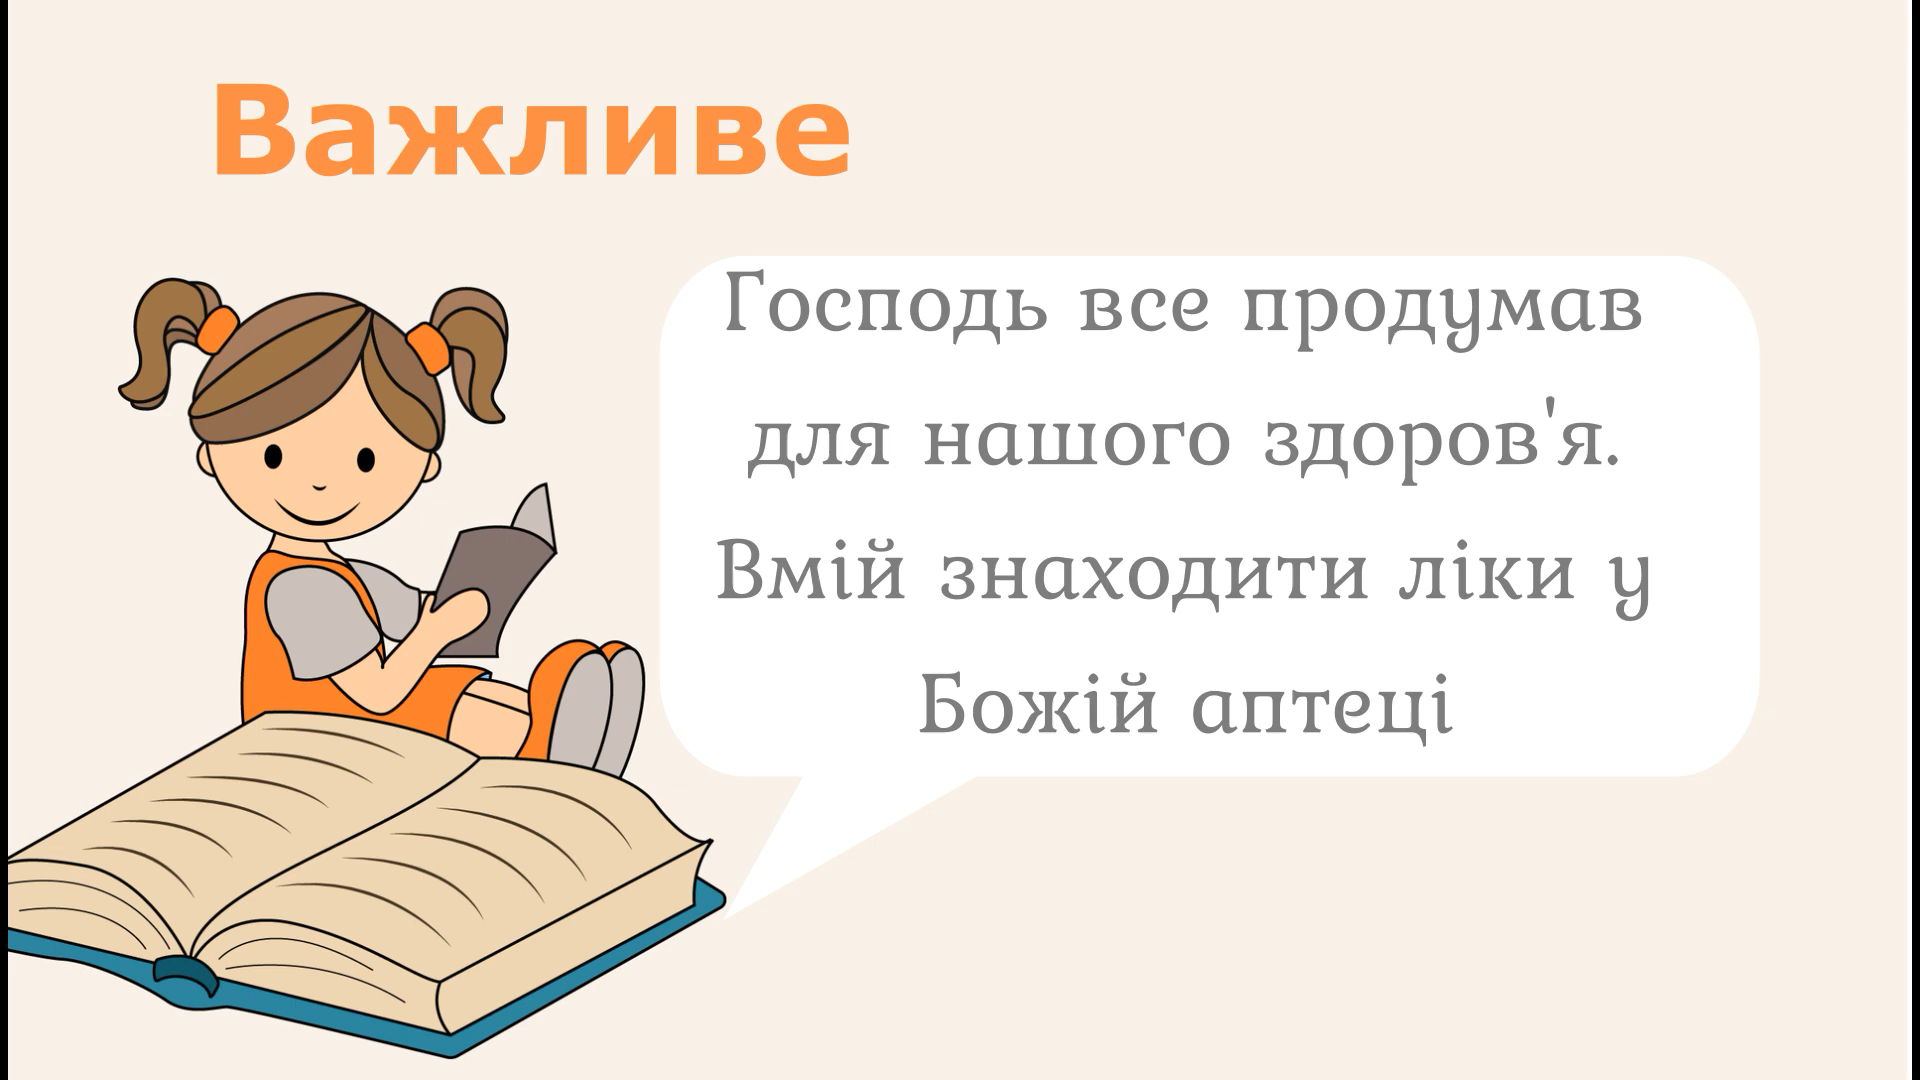 Важливе
Господь все продумав
для нашого здоров'я.
Вмій знаходити ліки у
Божій аптеці